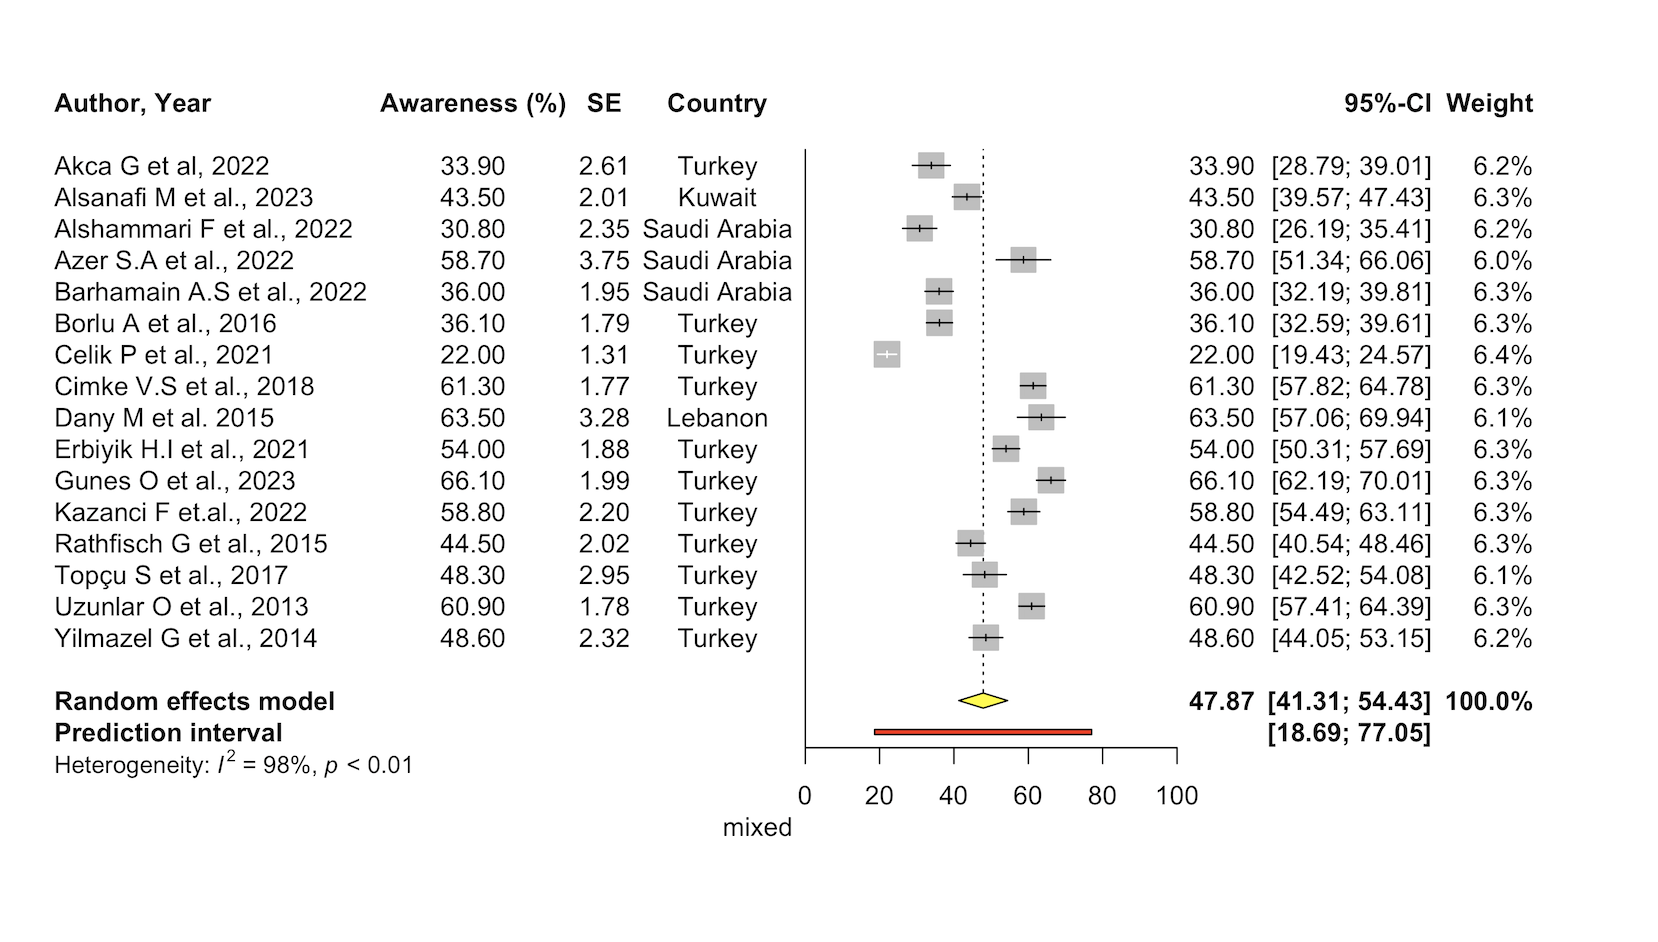 Author, Year Awareness (%) SE Country 95%-CI Weight
Akca G et al, 2022 33.90 2.61 Turkey 33.90 [28.79; 39.01] 6.2%
Alsanafi M et al., 2023 43.50 2.01 Kuwait 43.50 [39.57; 47.43] 6.3%
Alshammari F et al., 2022 30.80 2.35 Saudi Arabia 30.80 [26.19; 35.41] 6.2%
Azer S.A et al., 2022 58.70 3.75 Saudi Arabia 58.70 [51.34; 66.06] 6.0%
Barhamain A.S et al., 2022 36.00 1.95 Saudi Arabia 36.00 [32.19; 39.81] 6.3%
Borlu A et al., 2016 36.10 1.79 Turkey 36.10 [32.59; 39.61] 6.3%
Celik P et al., 2021 22.00 1.31 Turkey 22.00 [19.43; 24.57] 6.4%
Cimke V.S et al., 2018 61.30 1.77 Turkey 61.30 [57.82; 64.78] 6.3%
Dany M et al. 2015 63.50 3.28 Lebanon 63.50 [57.06; 69.94] 6.1%
Erbiyik H.I et al., 2021 54.00 1.88 Turkey 54.00 [50.31; 57.69] 6.3%
Gunes O et al., 2023 66.10 1.99 Turkey 66.10 [62.19; 70.01] 6.3%
Kazanci F et.al., 2022 58.80 2.20 Turkey 58.80 [54.49; 63.11] 6.3%
Rathfisch G et al., 2015 44.50 2.02 Turkey 44.50 [40.54; 48.46] 6.3%
Topçu S et al., 2017 48.30 2.95 Turkey 48.30 [42.52; 54.08] 6.1%
Uzunlar O et al., 2013 60.90 1.78 Turkey 60.90 [57.41; 64.39] 6.3%
Yilmazel G et al., 2014 48.60 2.32 Turkey 48.60 [44.05; 53.15] 6.2%
Random effects model 47.87 [41.31; 54.43] 100.0%
Prediction interval [18.69; 77.05]
Heterogeneity: I² = 98%, p < 0.01
0 20 40 60 80 100
mixed